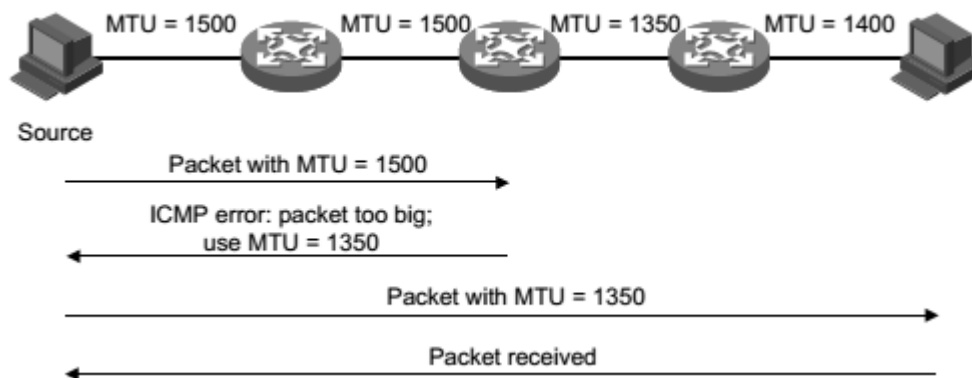 MTU = 1500 MTU = 1500 MTU = 1350 MTU = 1400
Source
Packet with MTU = 1500
ICMP error: packet too big;
use MTU = 1350
Packet with MTU = 1350
Packet received